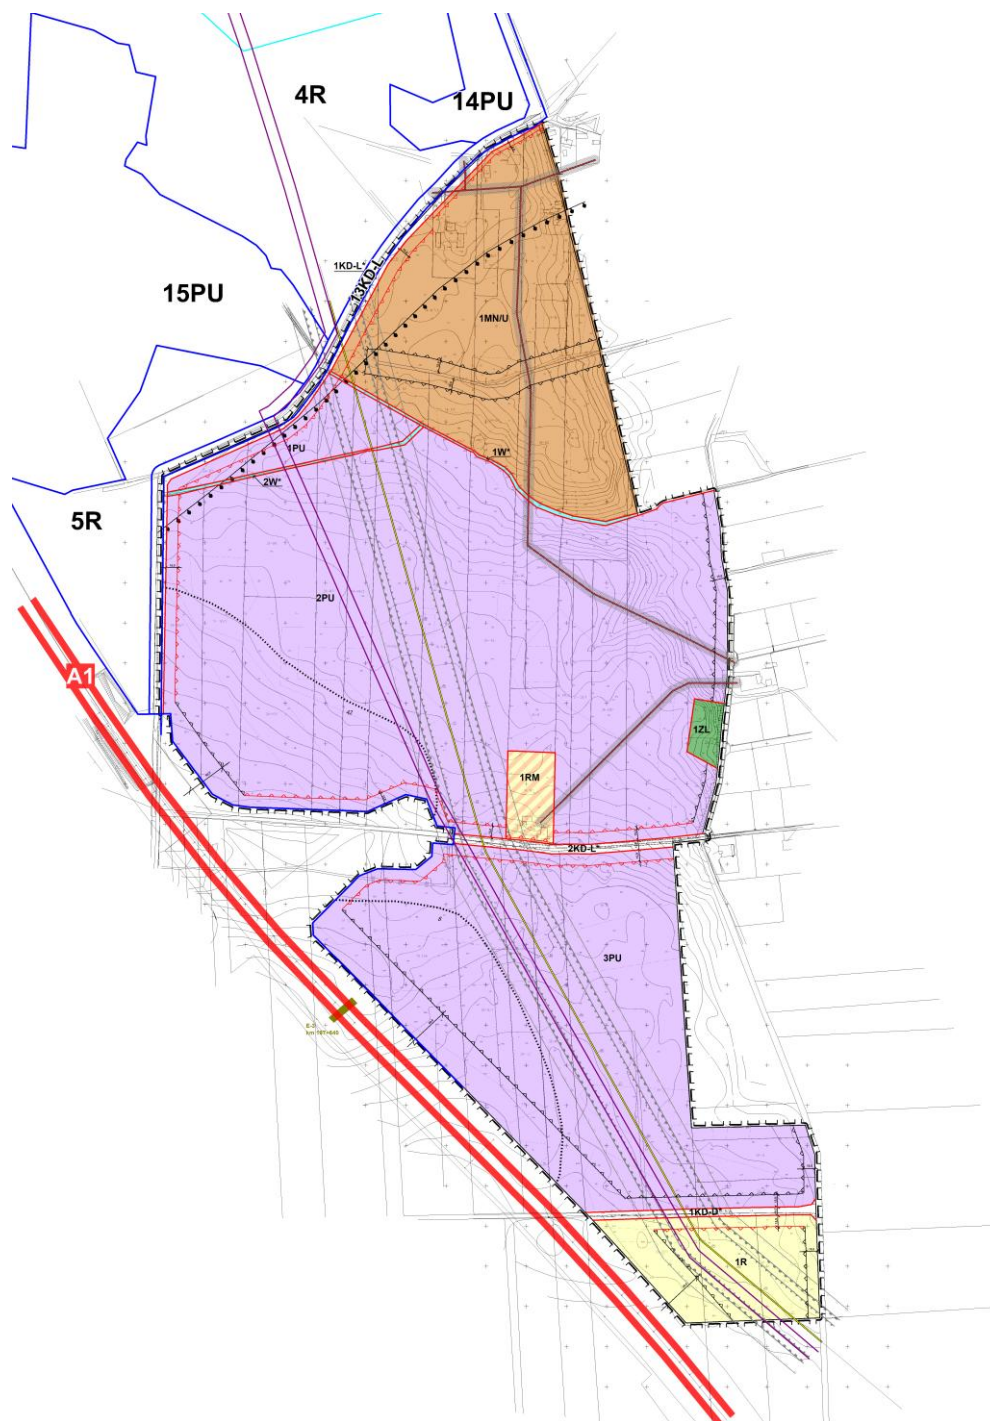 4R
14PU
1KD-L*
13KD-L
15PU
1MN/U
1PU
1W*
2W*
5R
2PU
A1
1ZL
1RM
2KD-L*
3PU
1KD-D*
1R